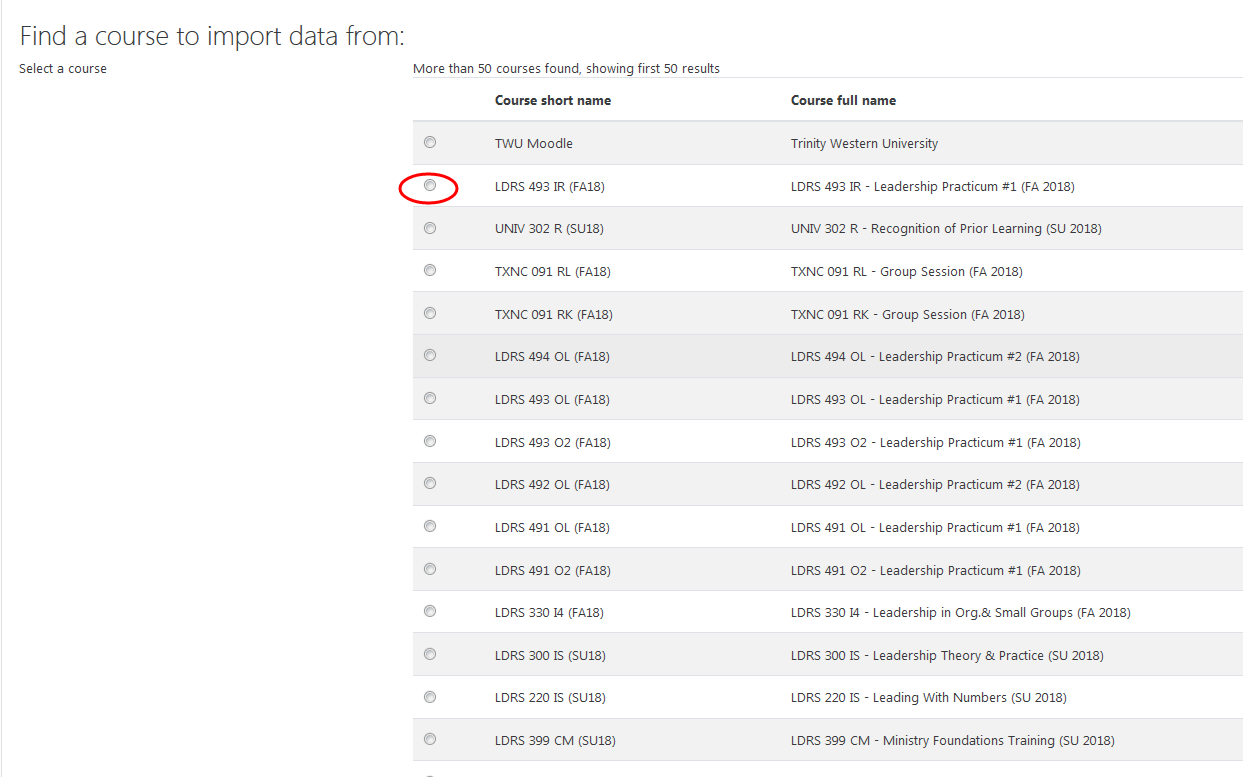 Find a course to import data from:
Select a course
More than 50 courses found, showing first 50 results
Course short name Course full name
TWU Moodle Trinity Western University
LDRS 493 IR (FA18) LDRS 493 IR - Leadership Practicum #1 (FA 2018)
UNIV 302 R (SU18) UNIV 302 R - Recognition of Prior Learning (SU 2018)
TXNC 091 RL (FA18) TXNC 091 RL - Group Session (FA 2018)
TXNC 091 RK (FA18) TXNC 091 RK - Group Session (FA 2018)
LDRS 494 OL (FA18) LDRS 494 OL - Leadership Practicum #2 (FA 2018)
LDRS 493 OL (FA18) LDRS 493 OL - Leadership Practicum #1 (FA 2018)
LDRS 493 O2 (FA18) LDRS 493 O2 - Leadership Practicum #1 (FA 2018)
LDRS 492 OL (FA18) LDRS 492 OL - Leadership Practicum #2 (FA 2018)
LDRS 491 OL (FA18) LDRS 491 OL - Leadership Practicum #1 (FA 2018)
LDRS 491 O2 (FA18) LDRS 491 O2 - Leadership Practicum #1 (FA 2018)
LDRS 330 I4 (FA18) LDRS 330 I4 - Leadership in Org.& Small Groups (FA 2018)
LDRS 300 IS (SU18) LDRS 300 IS - Leadership Theory & Practice (SU 2018)
LDRS 220 IS (SU18) LDRS 220 IS - Leading With Numbers (SU 2018)
LDRS 399 CM (SU18) LDRS 399 CM - Ministry Foundations Training (SU 2018)